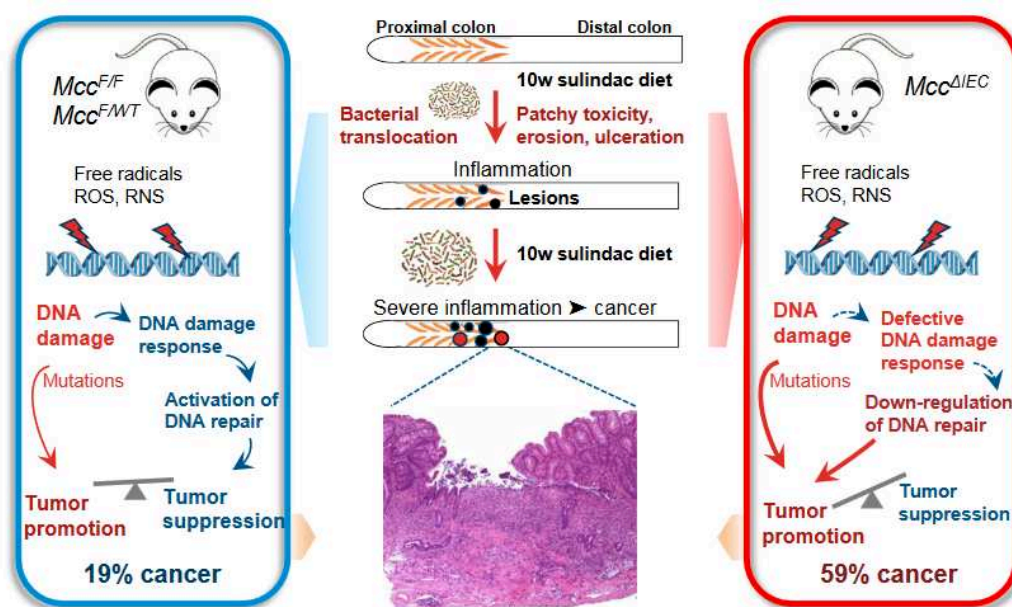 Mcc^F/F
Mcc^F/WT
Free radicals
ROS, RNS
DNA
damage
DNA damage
response
Mutations
Activation of
DNA repair
Tumor
promotion
Tumor
suppression
19% cancer
Proximal colon
Distal colon
10w sulindac diet
Bacterial
translocation
Patchy toxicity,
erosion, ulceration
Inflammation
Lesions
10w sulindac diet
Severe inflammation ➤ cancer
Mcc^ΔIEC
Free radicals
ROS, RNS
DNA
damage
Defective
DNA damage
response
Mutations
Down-regulation
of DNA repair
Tumor
promotion
Tumor
suppression
59% cancer